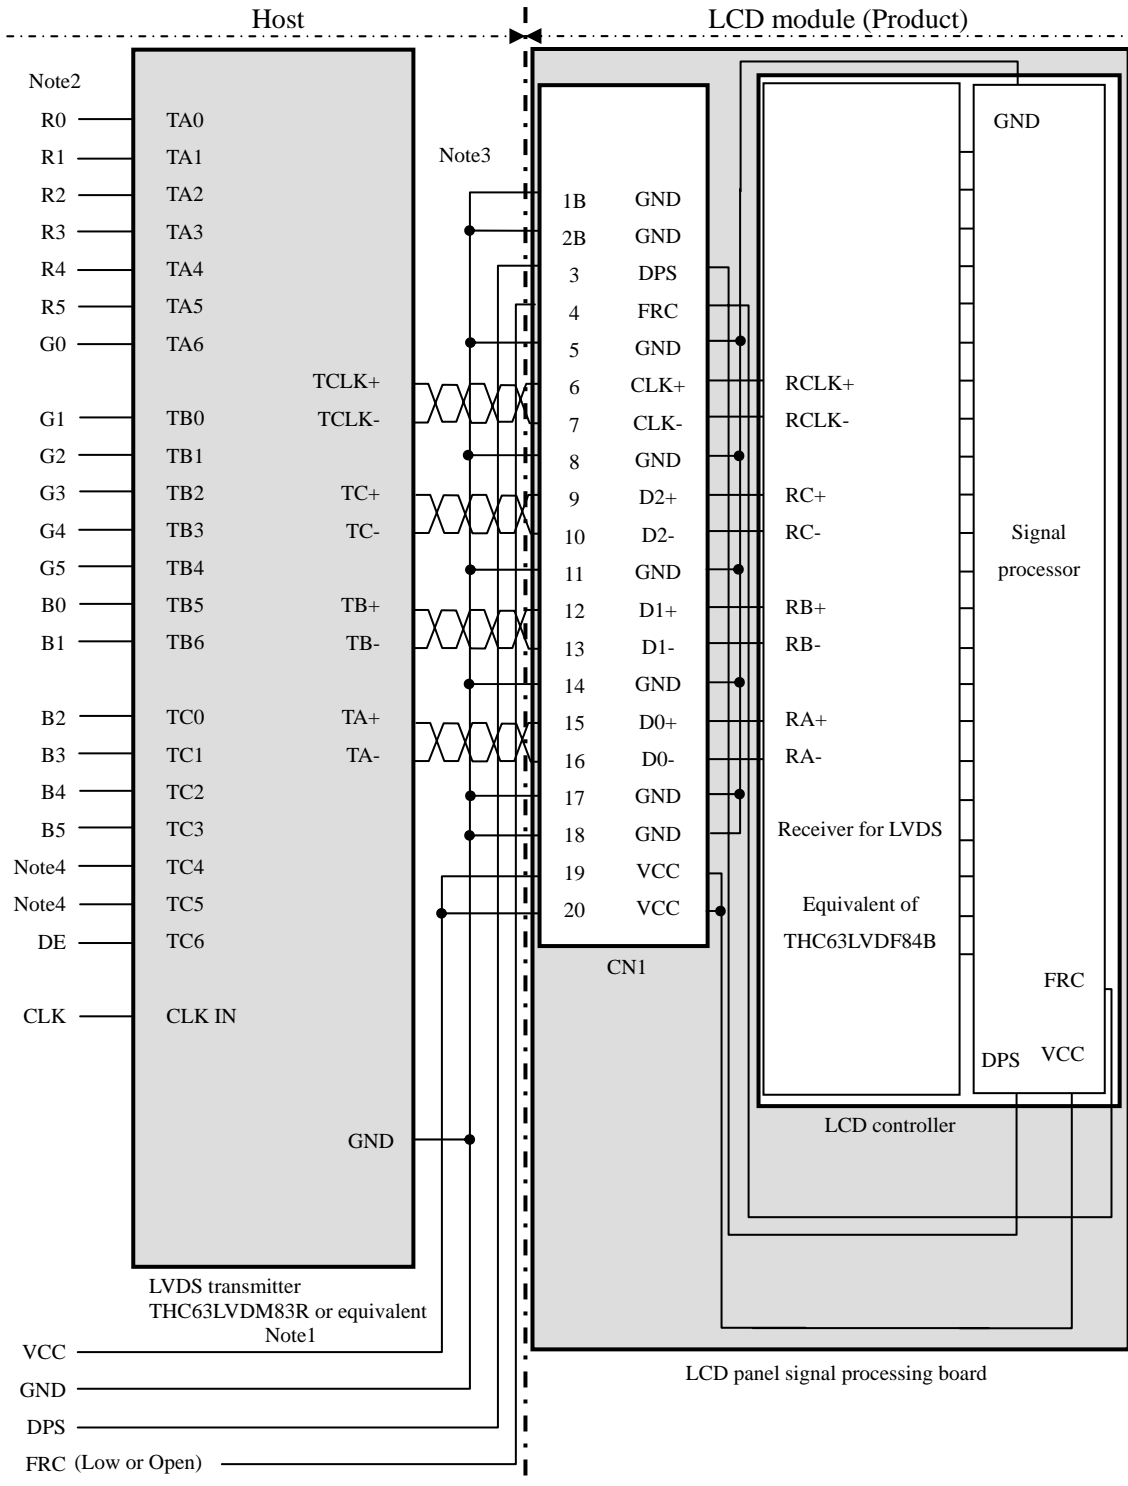 Host
LCD module (Product)
Note2
R0 TA0
R1 TA1
R2 TA2
R3 TA3
R4 TA4
R5 TA5
G0 TA6
TCLK+
G1 TB0 TCLK-
G2 TB1
G3 TB2 TC+
G4 TB3 TC-
G5 TB4
B0 TB5 TB+
B1 TB6 TB-
B2 TC0 TA+
B3 TC1 TA-
B4 TC2
B5 TC3
Note4 TC4
Note4 TC5
DE TC6
CLK CLK IN
GND
LVDS transmitter
THC63LVDM83R or equivalent
Note1
VCC
GND
DPS
FRC (Low or Open)
Note3
1B GND
2B GND
3 DPS
4 FRC
5 GND
6 CLK+
7 CLK-
8 GND
9 D2+
10 D2-
11 GND
12 D1+
13 D1-
14 GND
15 D0+
16 D0-
17 GND
18 GND
19 VCC
20 VCC
CN1
RCLK+
RCLK-
RC+
RC-
RB+
RB-
RA+
RA-
Receiver for LVDS
Equivalent of
THC63LVDF84B
GND
Signal
processor
FRC
DPS VCC
LCD controller
LCD panel signal processing board